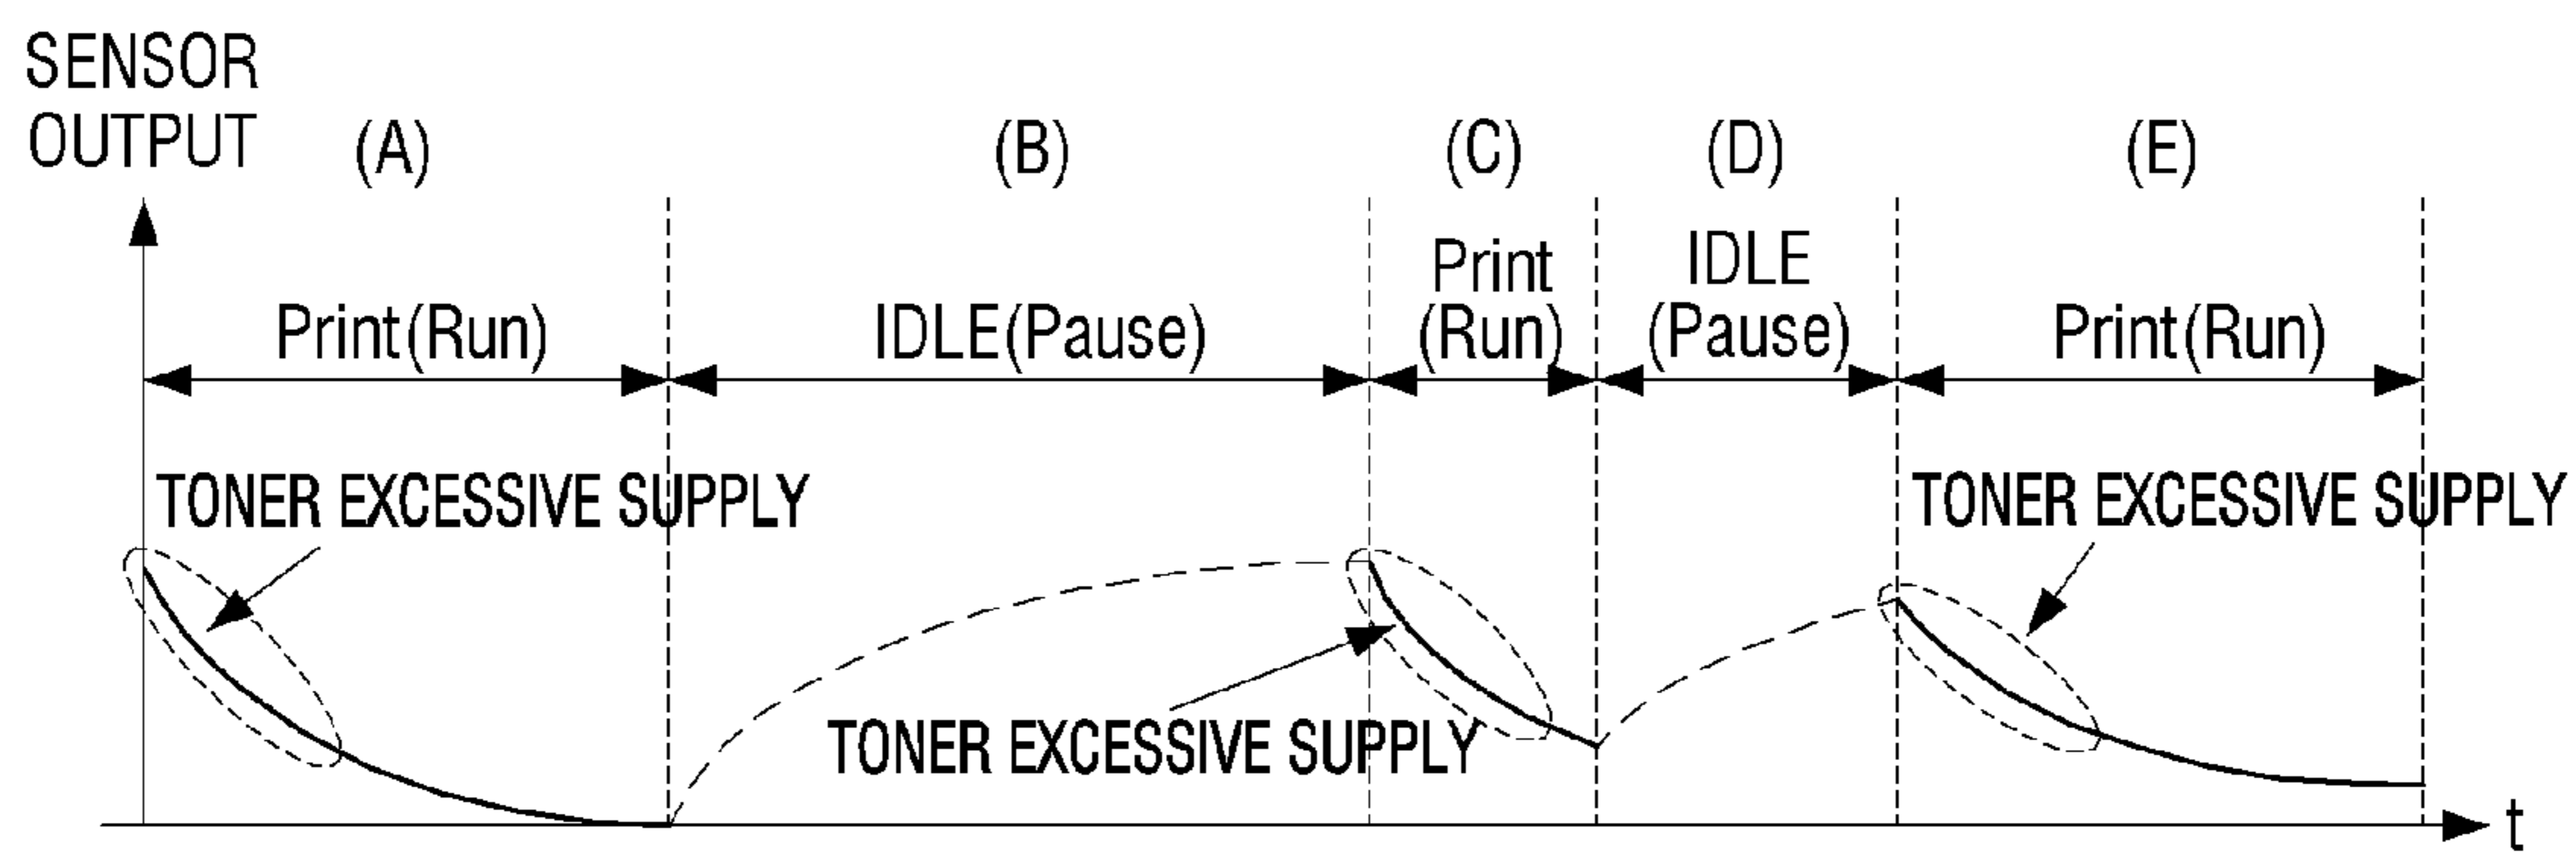 SENSOR
OUTPUT
(A)
(B)
(C)
(D)
(E)
Print(Run)
IDLE(Pause)
Print
(Run)
IDLE
(Pause)
Print(Run)
TONER EXCESSIVE SUPPLY
TONER EXCESSIVE SUPPLY
TONER EXCESSIVE SUPPLY
t